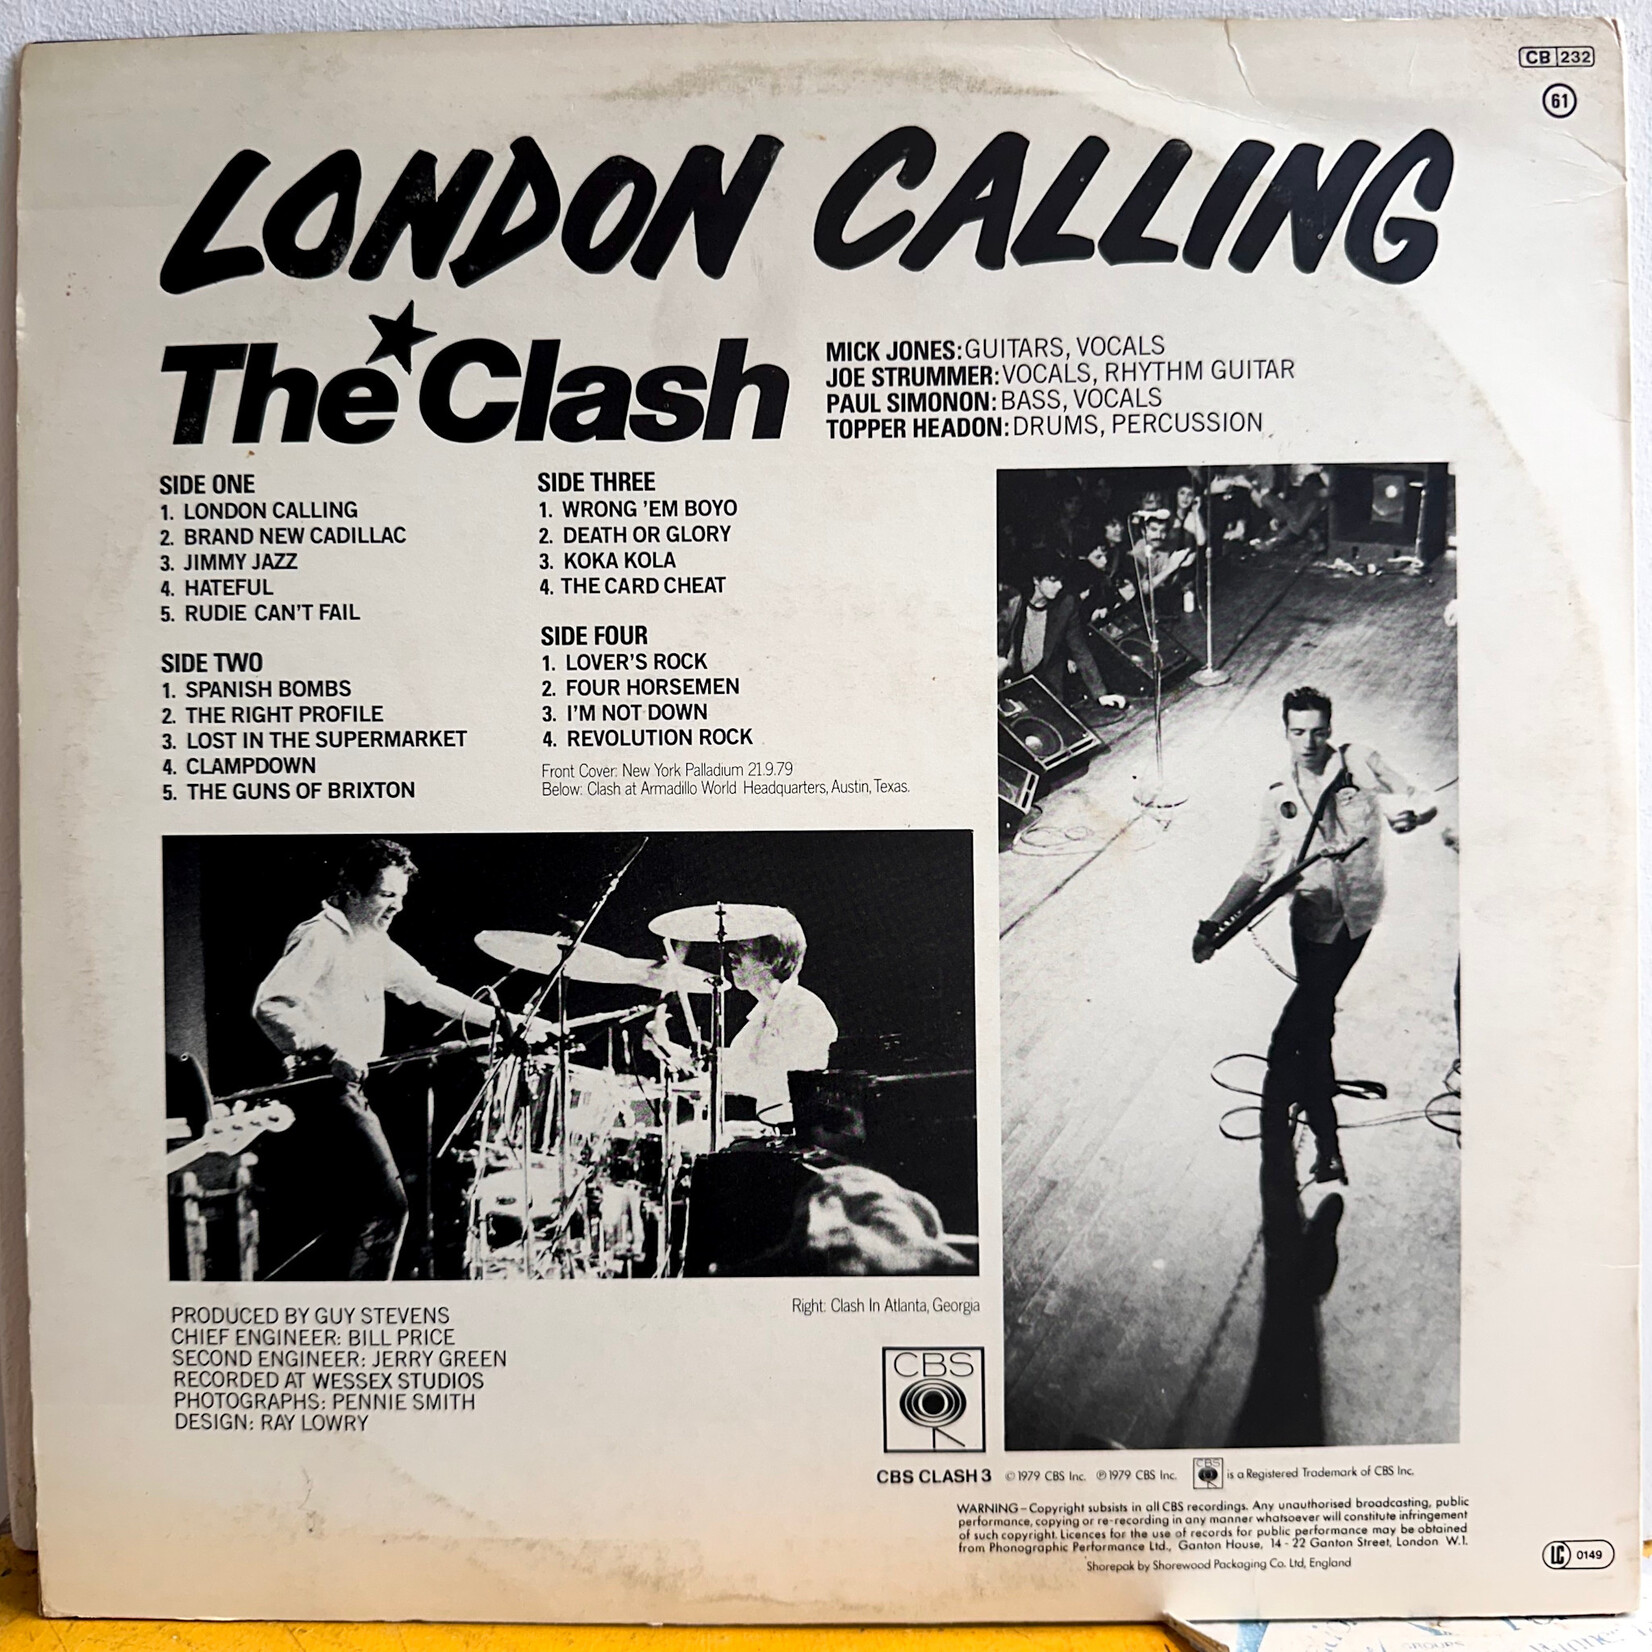 CB 232
61
LONDON CALLING
The Clash
MICK JONES: GUITARS, VOCALS
JOE STRUMMER: VOCALS, RHYTHM GUITAR
PAUL SIMONON: BASS, VOCALS
TOPPER HEADON: DRUMS, PERCUSSION
SIDE ONE
1. LONDON CALLING
2. BRAND NEW CADILLAC
3. JIMMY JAZZ
4. HATEFUL
5. RUDIE CAN'T FAIL
SIDE TWO
1. SPANISH BOMBS
2. THE RIGHT PROFILE
3. LOST IN THE SUPERMARKET
4. CLAMPDOWN
5. THE GUNS OF BRIXTON
SIDE THREE
1. WRONG 'EM BOYO
2. DEATH OR GLORY
3. KOKA KOLA
4. THE CARD CHEAT
SIDE FOUR
1. LOVER'S ROCK
2. FOUR HORSEMEN
3. I'M NOT DOWN
4. REVOLUTION ROCK
Front Cover: New York Palladium 21.9.79
Below: Clash at Armadillo World Headquarters, Austin, Texas.
Right: Clash In Atlanta, Georgia
PRODUCED BY GUY STEVENS
CHIEF ENGINEER: BILL PRICE
SECOND ENGINEER: JERRY GREEN
RECORDED AT WESSEX STUDIOS
PHOTOGRAPHS: PENNIE SMITH
DESIGN: RAY LOWRY
CBS
CBS CLASH 3 © 1979 CBS Inc. ℗ 1979 CBS Inc. CBS is a Registered Trademark of CBS Inc.
WARNING – Copyright subsists in all CBS recordings. Any unauthorised broadcasting, public
performance, copying or re-recording in any manner whatsoever will constitute infringement
of such copyright. Licences for the use of records for public performance may be obtained
from Phonographic Performance Ltd., Ganton House, 14 - 22 Ganton Street, London W.1.
Shorepak by Shorewood Packaging Co. Ltd, England
LC 0149